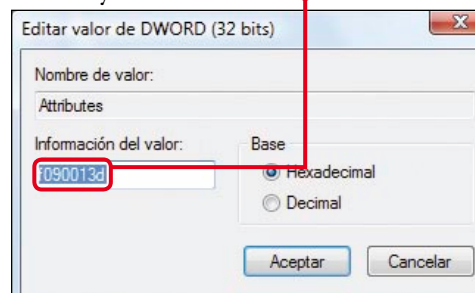 Editar valor de DWORD (32 bits)
Nombre de valor:
Attributes
Información del valor:
Base
f090013d
Hexadecimal
Decimal
Aceptar
Cancelar